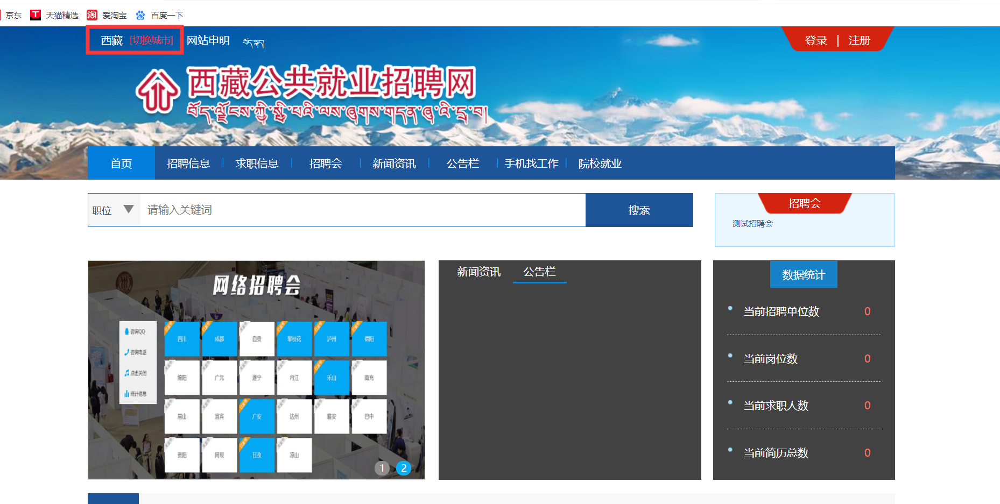 京东 天猫精选 淘 爱淘宝 百度一下
西藏 [切换城市] 网站申明 བོད་ཡིག།
登录 | 注册
西藏公共就业招聘网
བོད་ལྗོངས་ཀྱི་སྤྱི་པའི་ལས་ཞུགས་གདན་ཞུ་འི་དྲ་བ།
首页 招聘信息 求职信息 招聘会 新闻资讯 公告栏 手机找工作 院校就业
职位 请输入关键词 搜索
招聘会
测试招聘会
网络招聘会
咨询QQ
咨询电话
点击关闭
统计信息
四川 成都 自贡 攀枝花 泸州 德阳
绵阳 广元 遂宁 内江 乐山 南充
眉山 宜宾 广安 达州 雅安 巴中
资阳 阿坝 甘孜 凉山
1 2
新闻资讯 公告栏
数据统计
当前招聘单位数 0
当前岗位数 0
当前求职人数 0
当前简历总数 0